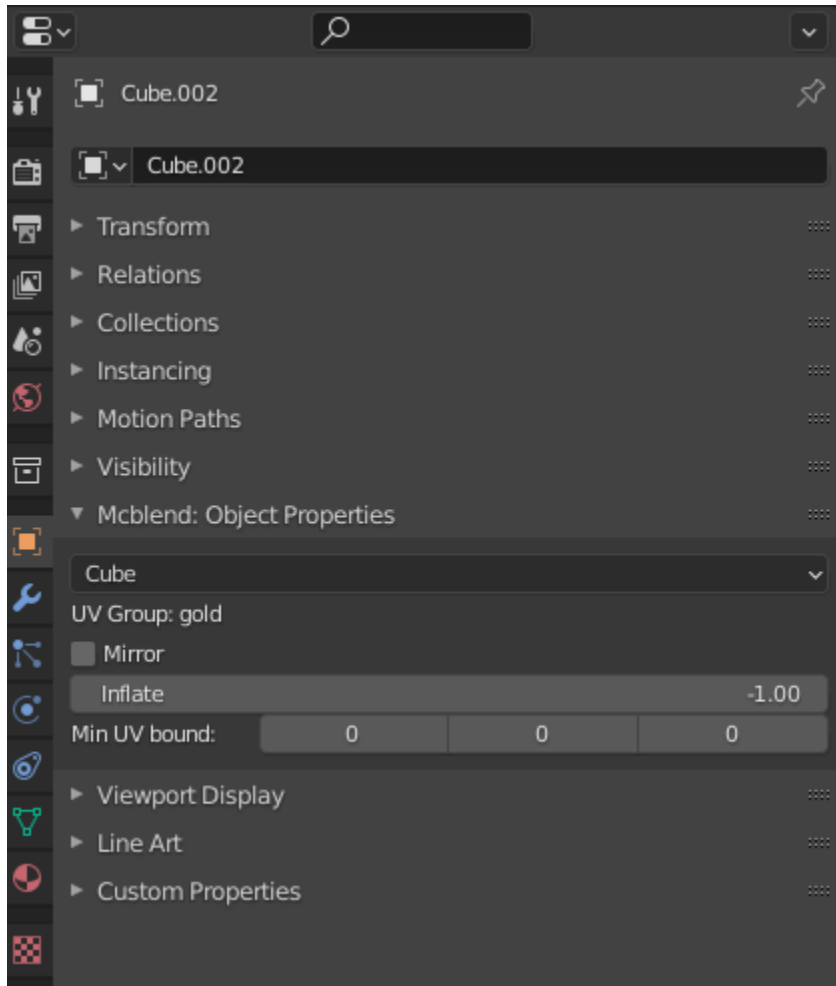 Cube.002
Cube.002
Transform
Relations
Collections
Instancing
Motion Paths
Visibility
Mcblend: Object Properties
Cube
UV Group: gold
Mirror
Inflate -1.00
Min UV bound: 0 0 0
Viewport Display
Line Art
Custom Properties